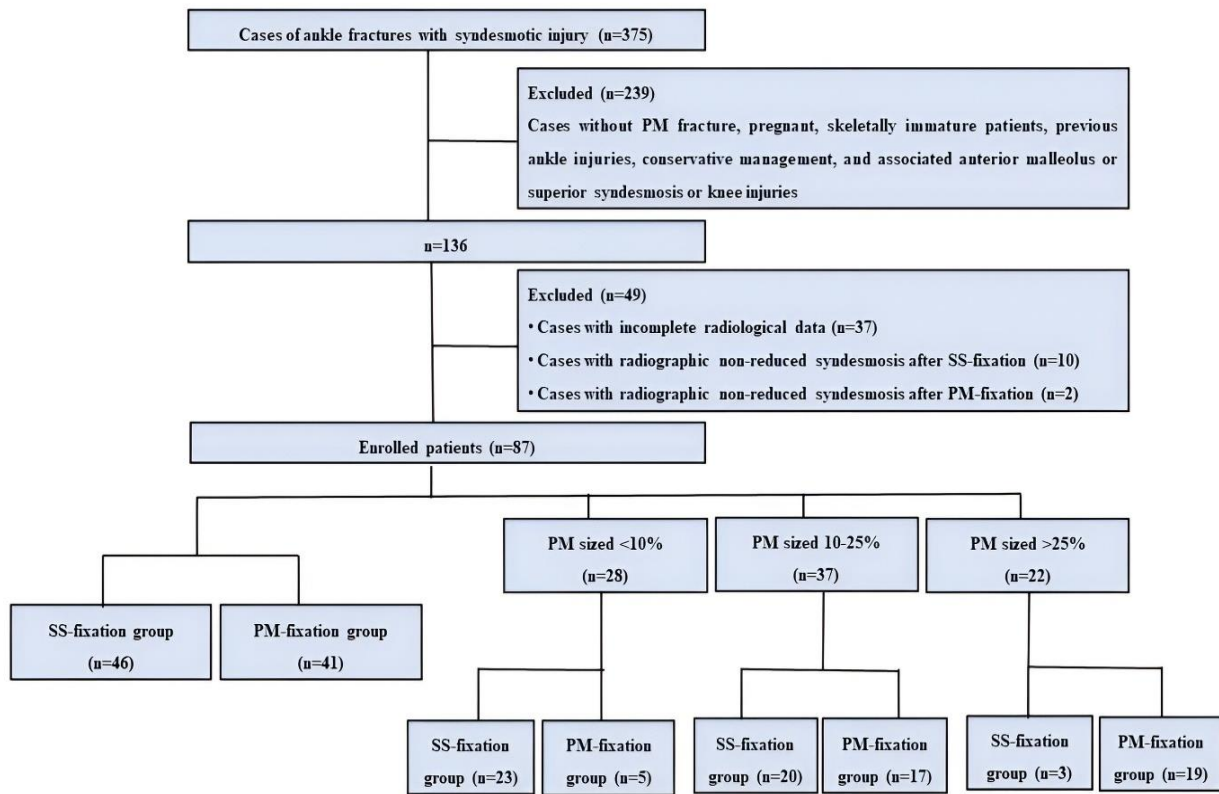 Cases of ankle fractures with syndesmotic injury (n=375)
Excluded (n=239)
Cases without PM fracture, pregnant, skeletally immature patients, previous
ankle injuries, conservative management, and associated anterior malleolus or
superior syndesmosis or knee injuries
n=136
Excluded (n=49)
• Cases with incomplete radiological data (n=37)
• Cases with radiographic non-reduced syndesmosis after SS-fixation (n=10)
• Cases with radiographic non-reduced syndesmosis after PM-fixation (n=2)
Enrolled patients (n=87)
PM sized <10%
(n=28)
PM sized 10-25%
(n=37)
PM sized >25%
(n=22)
SS-fixation group
(n=46)
PM-fixation group
(n=41)
SS-fixation
group (n=23)
PM-fixation
group (n=5)
SS-fixation
group (n=20)
PM-fixation
group (n=17)
SS-fixation
group (n=3)
PM-fixation
group (n=19)